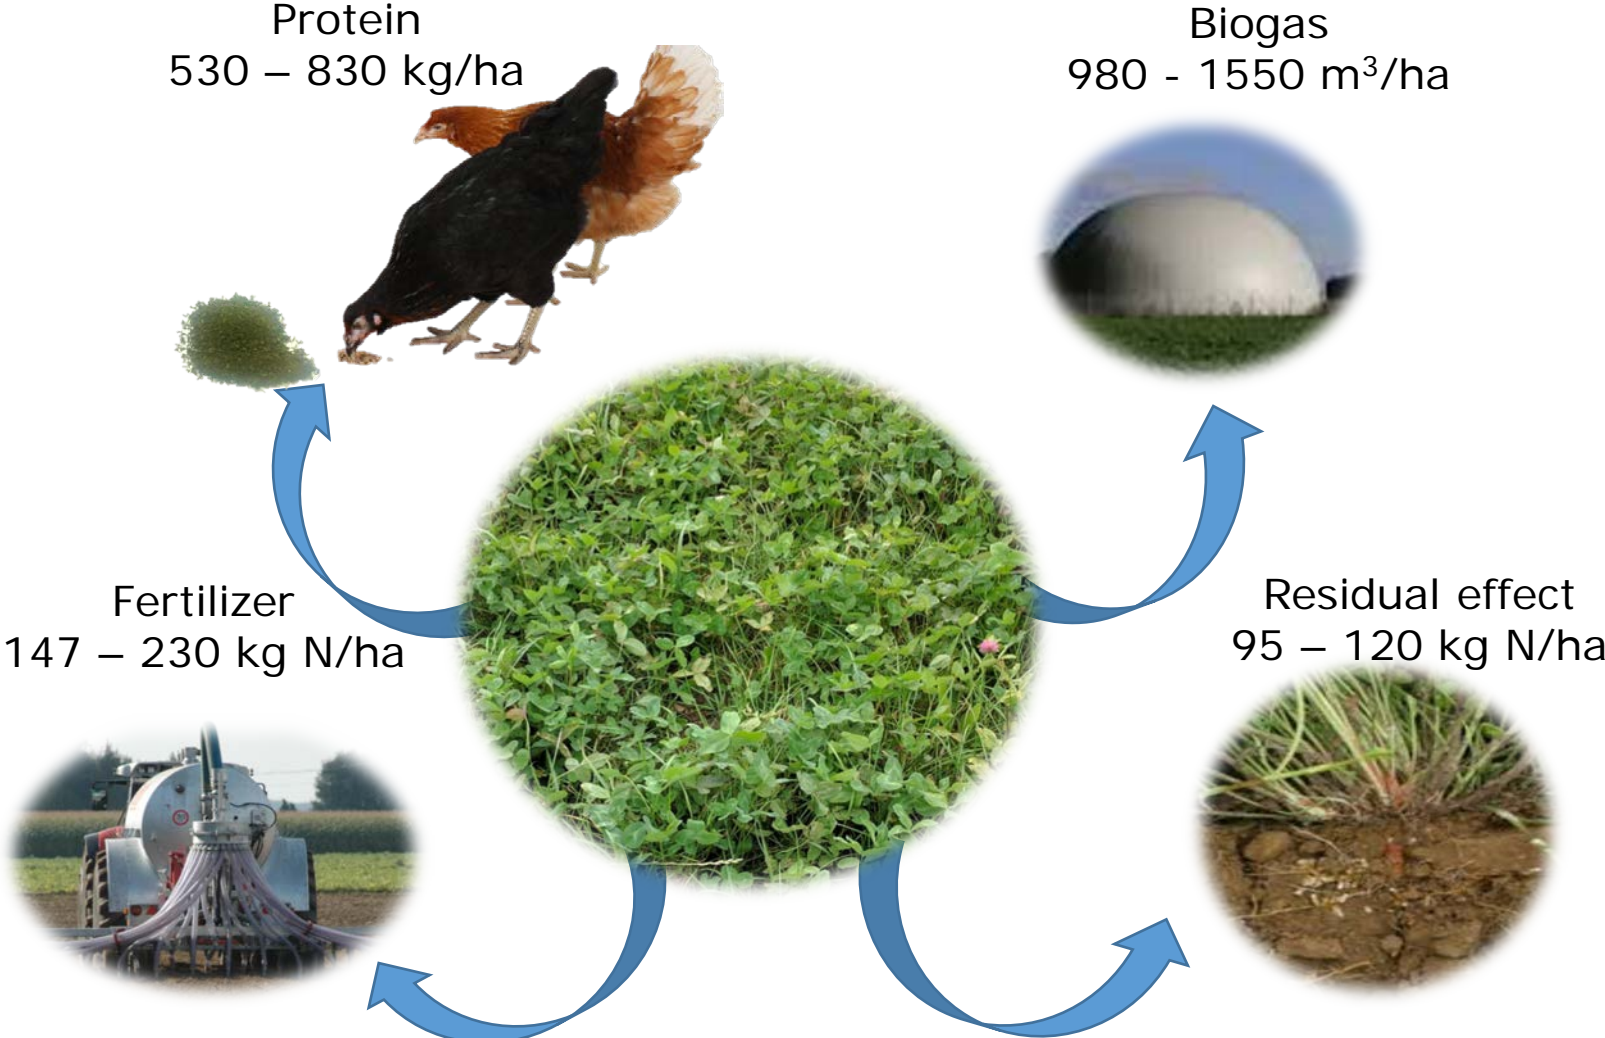 Protein
530 – 830 kg/ha
Biogas
980 - 1550 m³/ha
Fertilizer
147 – 230 kg N/ha
Residual effect
95 – 120 kg N/ha